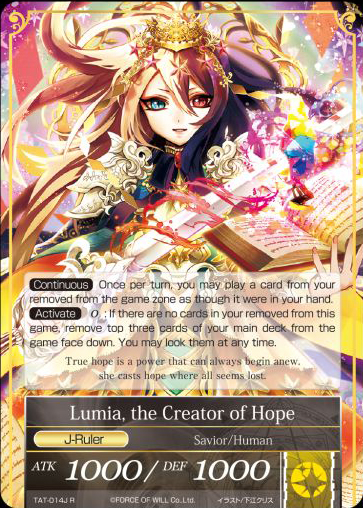 Continuous Once per turn, you may play a card from your
removed from the game zone as though it were in your hand.
Activate 0 : If there are no cards in your removed from this
game, remove top three cards of your main deck from the
game face down. You may look them at any time.
True hope is a power that can always begin anew,
she casts hope where all seems lost.
Lumia, the Creator of Hope
J-Ruler Savior/Human
ATK 1000 / DEF 1000
TAT-014J R ©FORCE OF WILL Co.,Ltd. イラスト/下江クリス